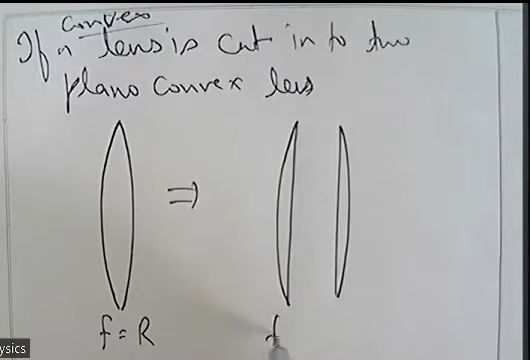 convex
If a lens is cut in to two
plano convex lens
f = R
f
ysics